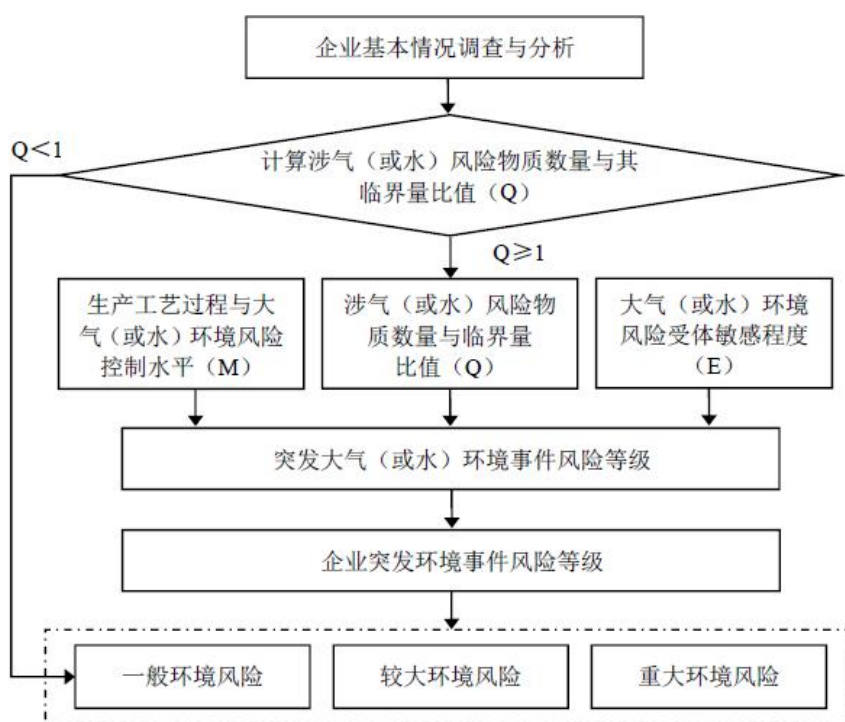 企业基本情况调查与分析
Q＜1
计算涉气（或水）风险物质数量与其
临界量比值（Q）
Q≥1
生产工艺过程与大
气（或水）环境风险
控制水平（M）
涉气（或水）风险物
质数量与临界量
比值（Q）
大气（或水）环境
风险受体敏感程度
（E）
突发大气（或水）环境事件风险等级
企业突发环境事件风险等级
一般环境风险
较大环境风险
重大环境风险